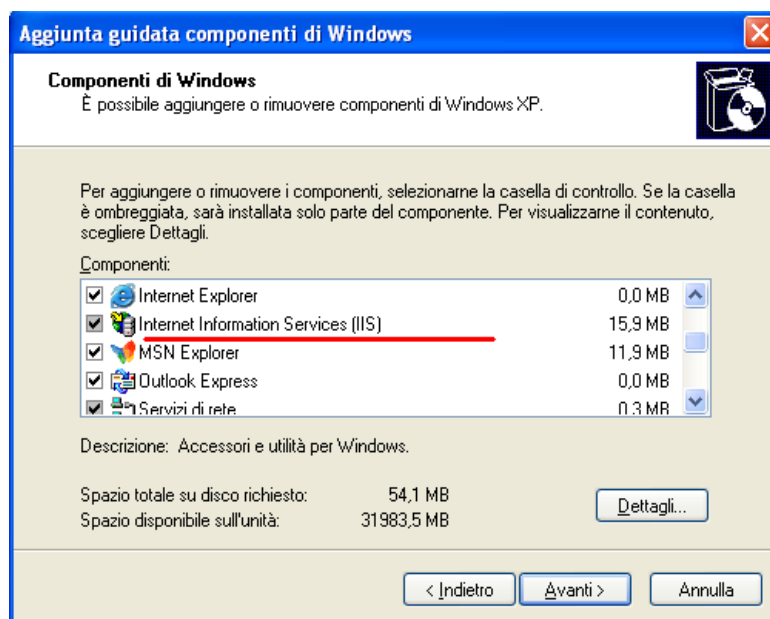 Aggiunta guidata componenti di Windows
Componenti di Windows
È possibile aggiungere o rimuovere componenti di Windows XP.
Per aggiungere o rimuovere i componenti, selezionarne la casella di controllo. Se la casella
è ombreggiata, sarà installata solo parte del componente. Per visualizzarne il contenuto,
scegliere Dettagli.
Componenti:
Internet Explorer 0,0 MB
Internet Information Services (IIS) 15,9 MB
MSN Explorer 11,9 MB
Outlook Express 0,0 MB
Servizi di rete 0,3 MB
Descrizione: Accessori e utilità per Windows.
Spazio totale su disco richiesto: 54,1 MB
Spazio disponibile sull'unità: 31983,5 MB
Dettagli...
< Indietro Avanti > Annulla